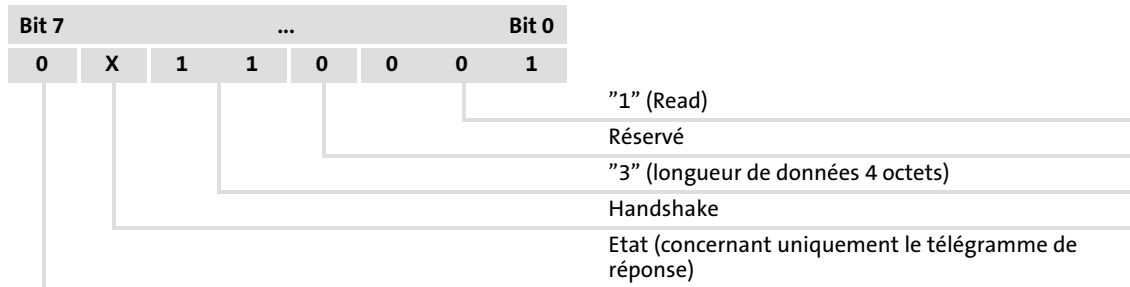 Bit 7 ... Bit 0
0 X 1 1 0 0 0 1
”1” (Read)
Réservé
”3” (longueur de données 4 octets)
Handshake
Etat (concernant uniquement le télégramme de
réponse)